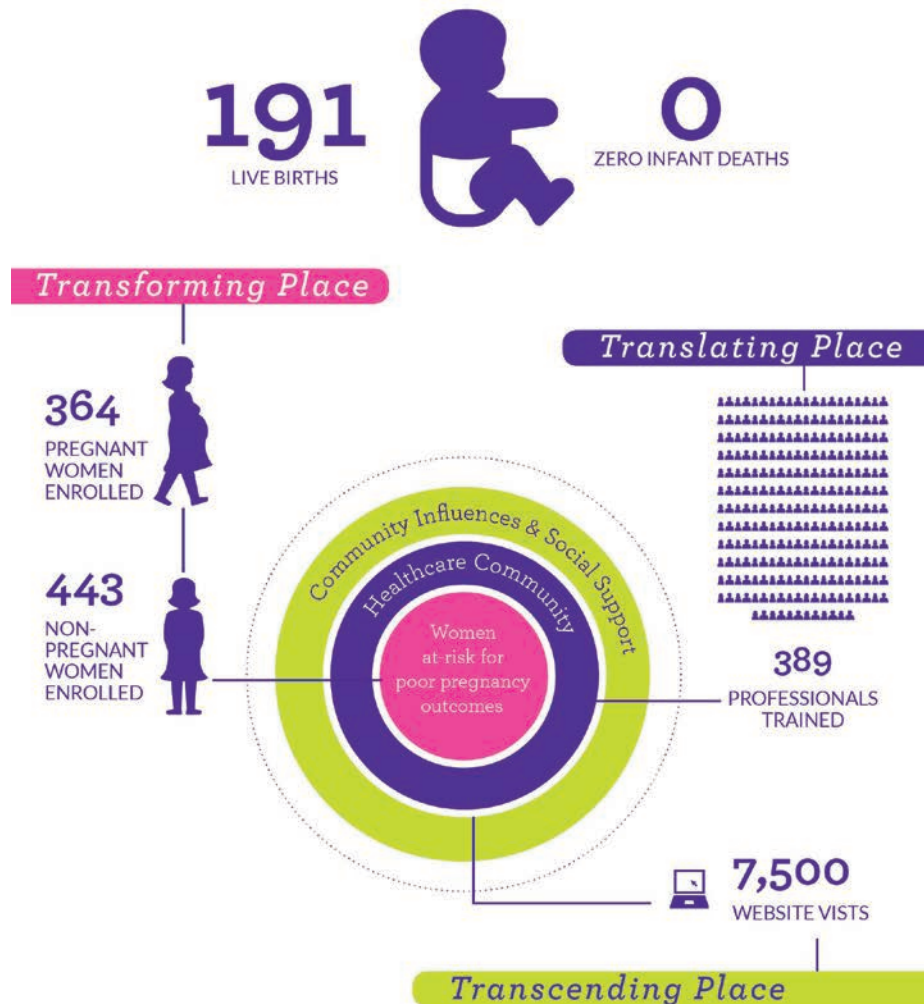 191
LIVE BIRTHS
0
ZERO INFANT DEATHS
Transforming Place
364
PREGNANT
WOMEN
ENROLLED
443
NON-
PREGNANT
WOMEN
ENROLLED
Translating Place
389
PROFESSIONALS
TRAINED
Community Influences & Social Support
Healthcare Community
Women
at-risk for
poor pregnancy
outcomes
7,500
WEBSITE VISTS
Transcending Place